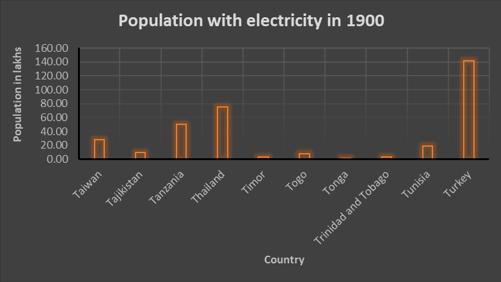 Population with electricity in 1900
Population in lakhs
160.00
140.00
120.00
100.00
80.00
60.00
40.00
20.00
0.00
Taiwan
Tajikistan
Tanzania
Thailand
Timor
Togo
Tonga
Trinidad and Tobago
Tunisia
Turkey
Country